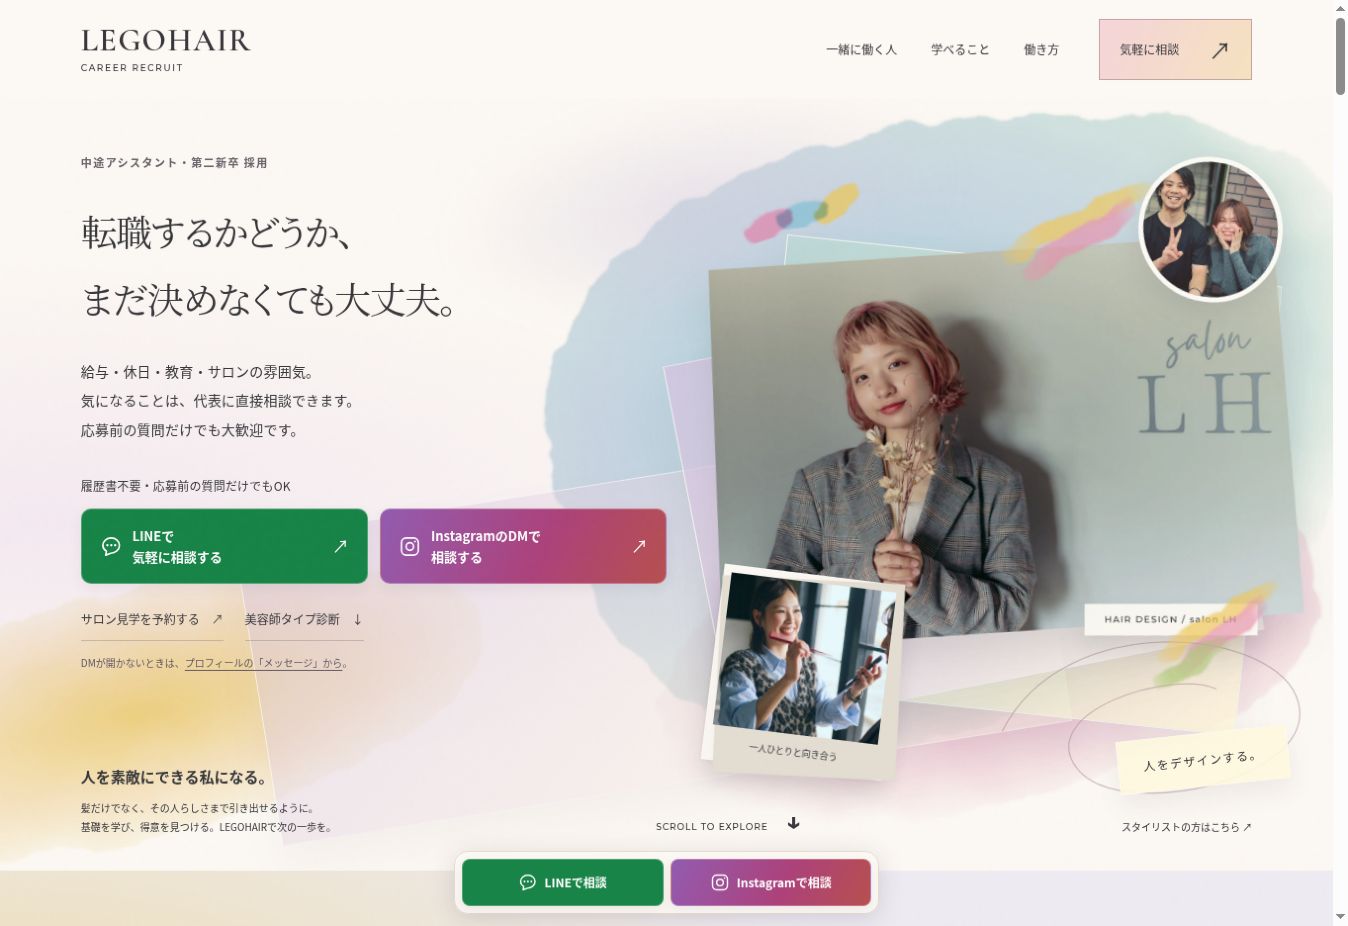 LEGOHAIR
CAREER RECRUIT
一緒に働く人
学べること
働き方
気軽に相談 ↗
中途アシスタント・第二新卒 採用
転職するかどうか、
まだ決めなくても大丈夫。
給与・休日・教育・サロンの雰囲気。
気になることは、代表に直接相談できます。
応募前の質問だけでも大歓迎です。
履歴書不要・応募前の質問だけでもOK
LINEで
気軽に相談する ↗
InstagramのDMで
相談する ↗
サロン見学を予約する ↗
美容師タイプ診断 ↓
DMが開かないときは、プロフィールの「メッセージ」から。
人を素敵にできる私になる。
髪だけでなく、その人らしさまで引き出せるように。
基礎を学び、得意を見つける。LEGOHAIRで次の一歩を。
salon
LH
HAIR DESIGN / salon LH
一人ひとりと向き合う
人をデザインする。
SCROLL TO EXPLORE
スタイリストの方はこちら ↗
LINEで相談
Instagramで相談